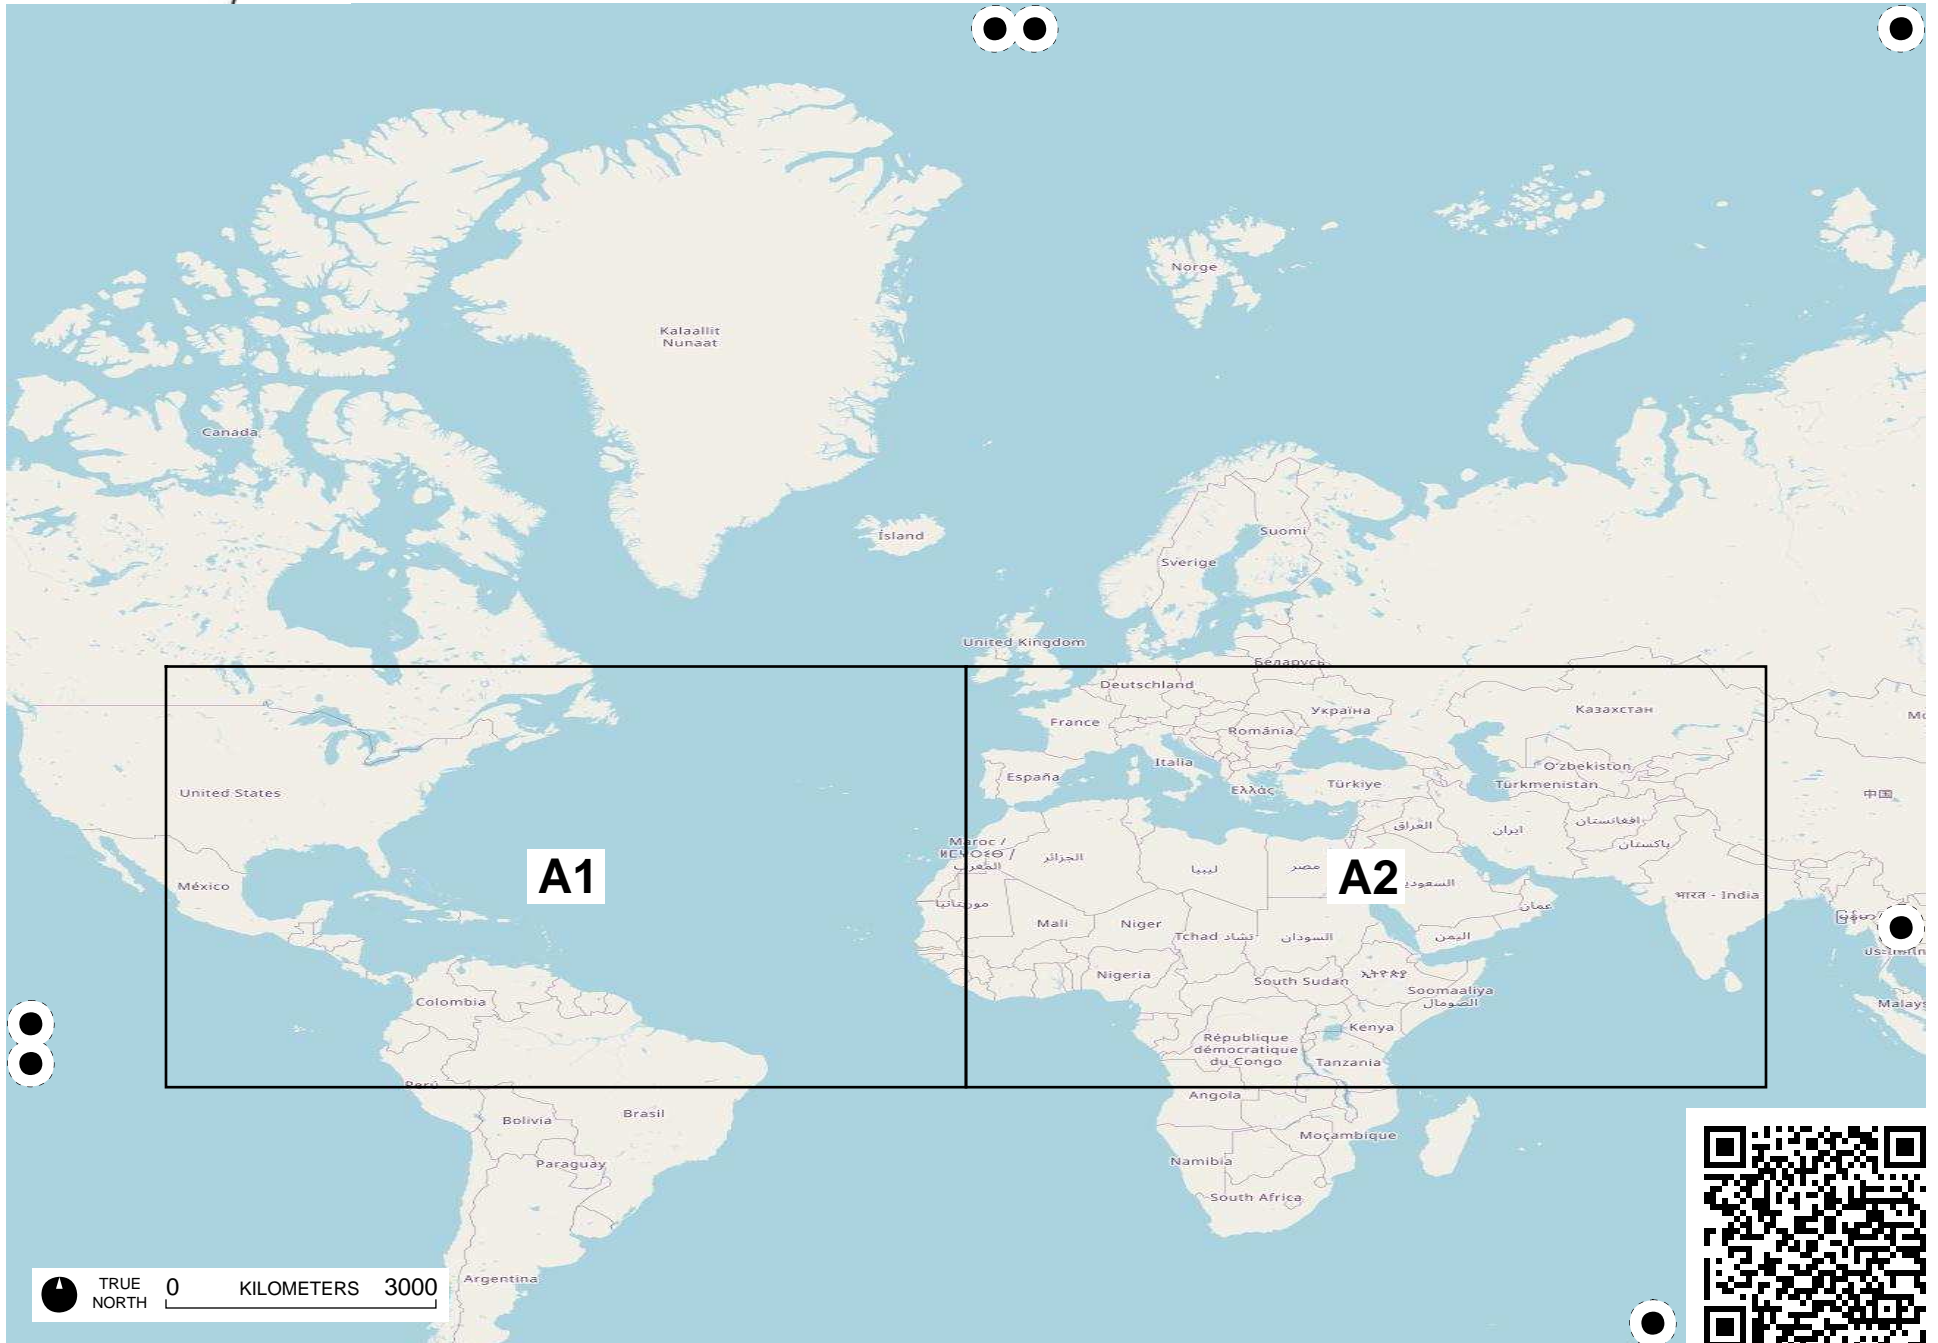 Norge
Kalaallit
Nunaat
Canada
Ísland
Suomi
Sverige
United Kingdom
Беларусь
Deutschland
Україна
Казахстан
France
România
Italia
O'zbekiston
España
Ελλάς
Türkiye
Türkmenistan
United States
中国
العراق
ایران
افغانستان
پاکستان
Maroc /
ⵍⵎⵖⵔⵉⴱ /
المغرب
الجزائر
ليبيا
مصر
A1
A2
México
भारत - India
موريتانيا
عمان
Mali
Niger
Tchad تشاد
السودان
اليمن
Nigeria
South Sudan
ኢትዮጵያ
Soomaaliya
الصومال
Colombia
Malays
Kenya
République
démocratique
du Congo
Tanzania
Perú
Angola
Bolivia
Brasil
Moçambique
Paraguay
Namibia
South Africa
Argentina
TRUE
NORTH
0 KILOMETERS 3000